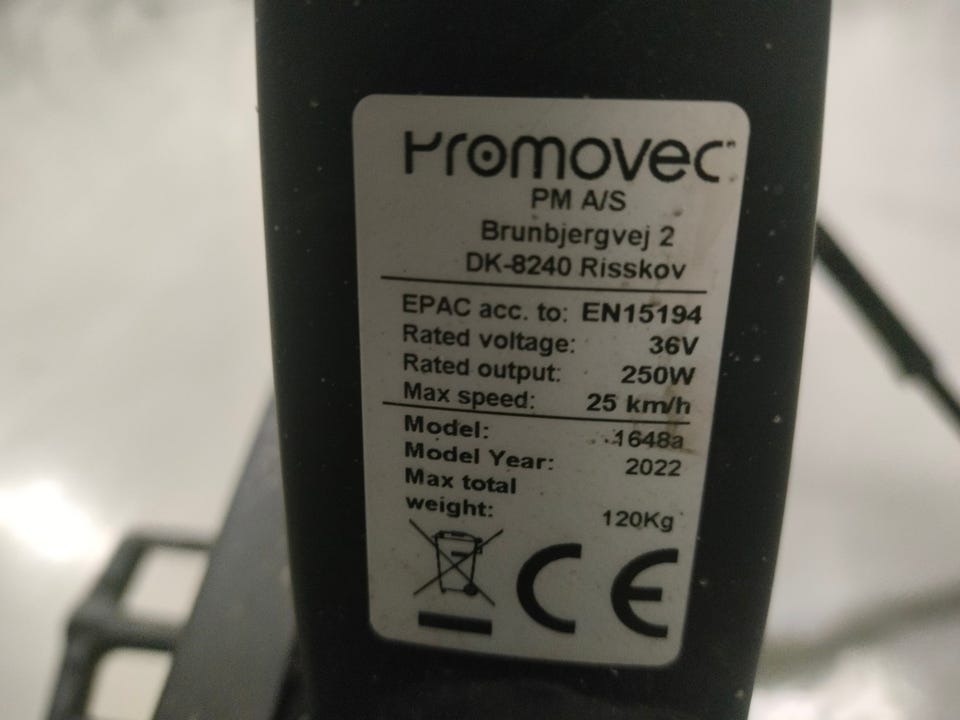 Promovec™
PM A/S
Brunbjergvej 2
DK-8240 Risskov
EPAC acc. to: EN15194
Rated voltage: 36V
Rated output: 250W
Max speed: 25 km/h
Model: 1648a
Model Year: 2022
Max total
weight: 120Kg
CE